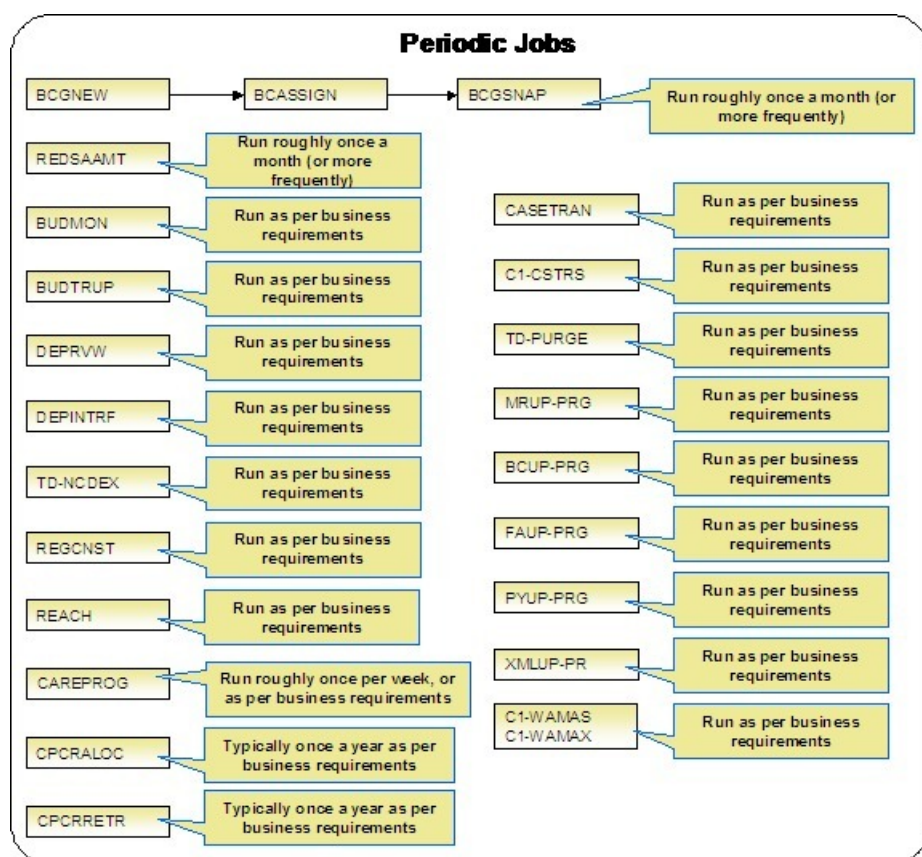 Periodic Jobs
BCGNEW
BCASSIGN
BCGSNAP
Run roughly once a month (or
more frequently)
REDSAAMT
Run roughly once a
month (or more
frequently)
BUDMON
Run as per business
requirements
BUDTRUP
Run as per business
requirements
DEPRVW
Run as per business
requirements
DEPINTRF
Run as per business
requirements
TD-NCDEX
Run as per business
requirements
REGCNST
Run as per business
requirements
REACH
Run as per business
requirements
CAREPROG
Run roughly once per week, or
as per business requirements
CPCRALOC
Typically once a year as per
business requirements
CPCRRETR
Typically once a year as per
business requirements
CASETRAN
Run as per business
requirements
C1-CSTRS
Run as per business
requirements
TD-PURGE
Run as per business
requirements
MRUP-PRG
Run as per business
requirements
BCUP-PRG
Run as per business
requirements
FAUP-PRG
Run as per business
requirements
PYUP-PRG
Run as per business
requirements
XMLUP-PR
Run as per business
requirements
C1-WAMAS
C1-WAMAX
Run as per business
requirements